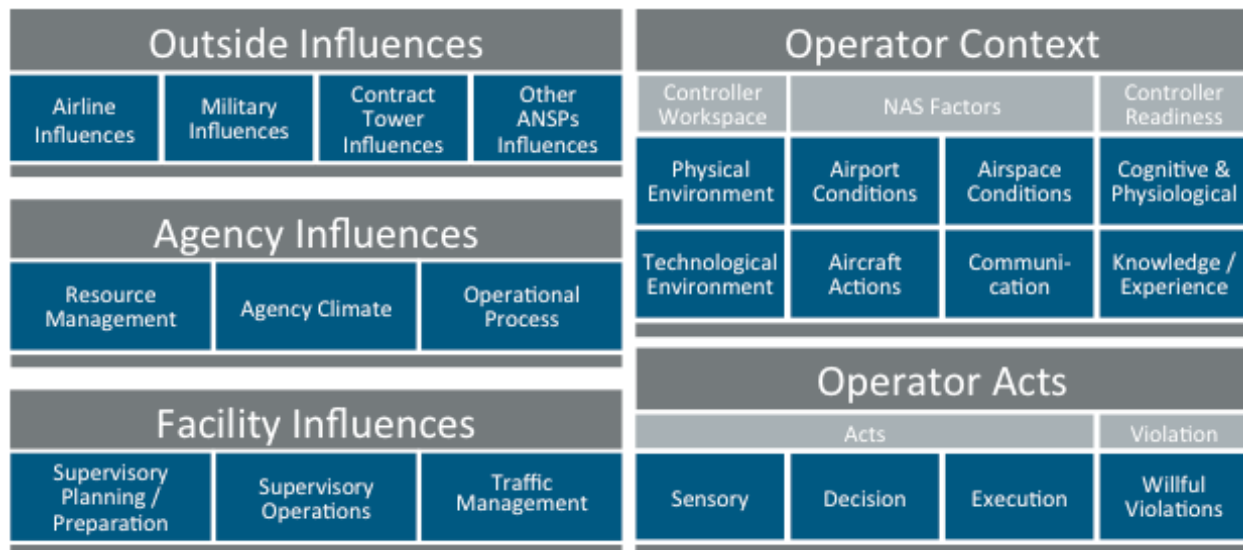 Outside Influences
Airline
Influences
Military
Influences
Contract
Tower
Influences
Other
ANSPs
Influences
Agency Influences
Resource
Management
Agency Climate
Operational
Process
Facility Influences
Supervisory
Planning /
Preparation
Supervisory
Operations
Traffic
Management
Operator Context
Controller
Workspace
NAS Factors
Controller
Readiness
Physical
Environment
Airport
Conditions
Airspace
Conditions
Cognitive &
Physiological
Technological
Environment
Aircraft
Actions
Communi-
cation
Knowledge /
Experience
Operator Acts
Acts
Violation
Sensory
Decision
Execution
Willful
Violations